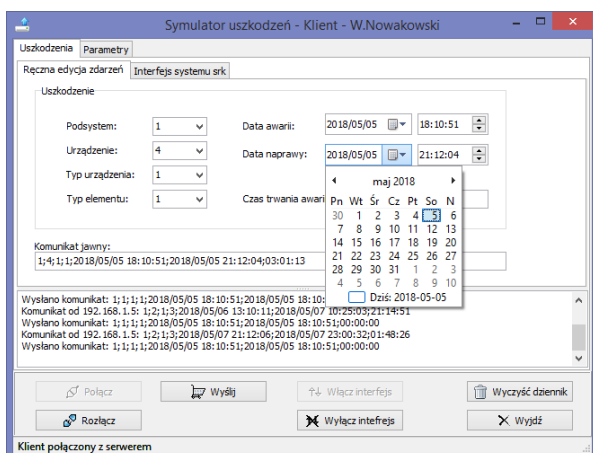 Symulator uszkodzeń - Klient - W.Nowakowski
Uszkodzenia Parametry
Ręczna edycja zdarzeń Interfejs systemu srk
Uszkodzenie
Podsystem: 1 Data awarii: 2018/05/05 18:10:51
Urządzenie: 4 Data naprawy: 2018/05/05 21:12:04
Typ urządzenia: 1
Typ elementu: 1 Czas trwania awari
maj 2018
Pn Wt Śr Cz Pt So N
30 1 2 3 4 5 6
7 8 9 10 11 12 13
14 15 16 17 18 19 20
21 22 23 24 25 26 27
28 29 30 31 1 2 3
4 5 6 7 8 9 10
Dziś: 2018-05-05
Komunikat jawny:
1;4;1;1;2018/05/05 18:10:51;2018/05/05 21:12:04;03:01:13
Wysłano komunikat: 1;1;1;1;2018/05/05 18:10:51;2018/05/05 18:10:
Komunikat od 192.168.1.5: 1;2;1;3;2018/05/06 13:10:11;2018/05/07 10:25:03;21:14:51
Wysłano komunikat: 1;1;1;1;2018/05/05 18:10:51;2018/05/05 18:10:51;00:00:00
Komunikat od 192.168.1.5: 1;2;1;3;2018/05/07 21:12:06;2018/05/07 23:00:32;01:48:26
Wysłano komunikat: 1;1;1;1;2018/05/05 18:10:51;2018/05/05 18:10:51;00:00:00
Połącz Wyślij Włącz interfejs Wyczyść dziennik
Rozłącz Wyłącz intefrejs Wyjdź
Klient połączony z serwerem